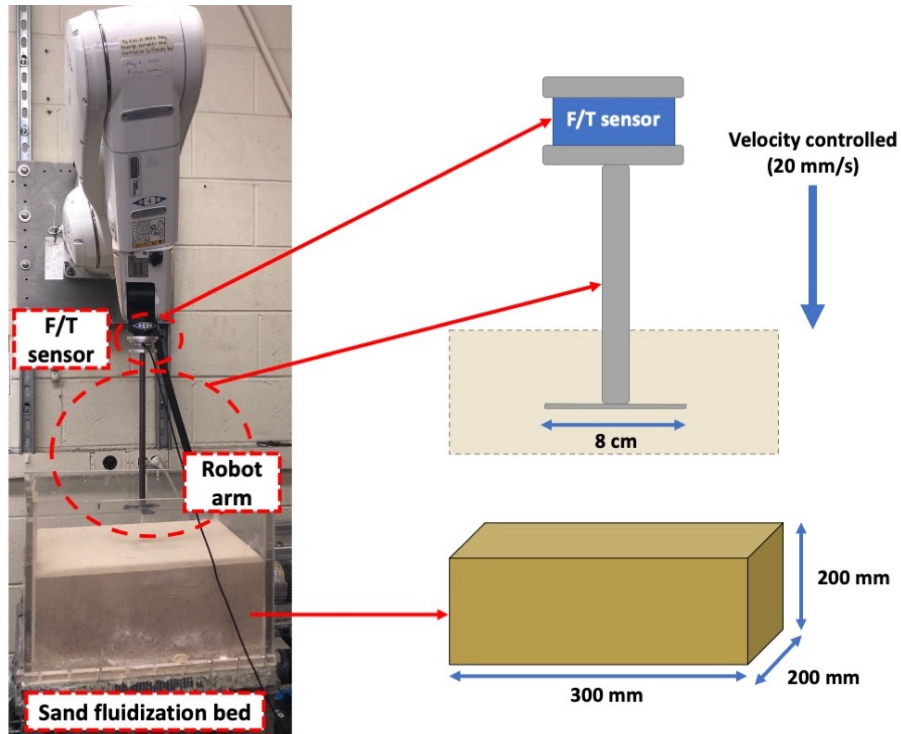 F/T
sensor
Robot
arm
Sand fluidization bed
F/T sensor
Velocity controlled
(20 mm/s)
8 cm
200 mm
200 mm
300 mm